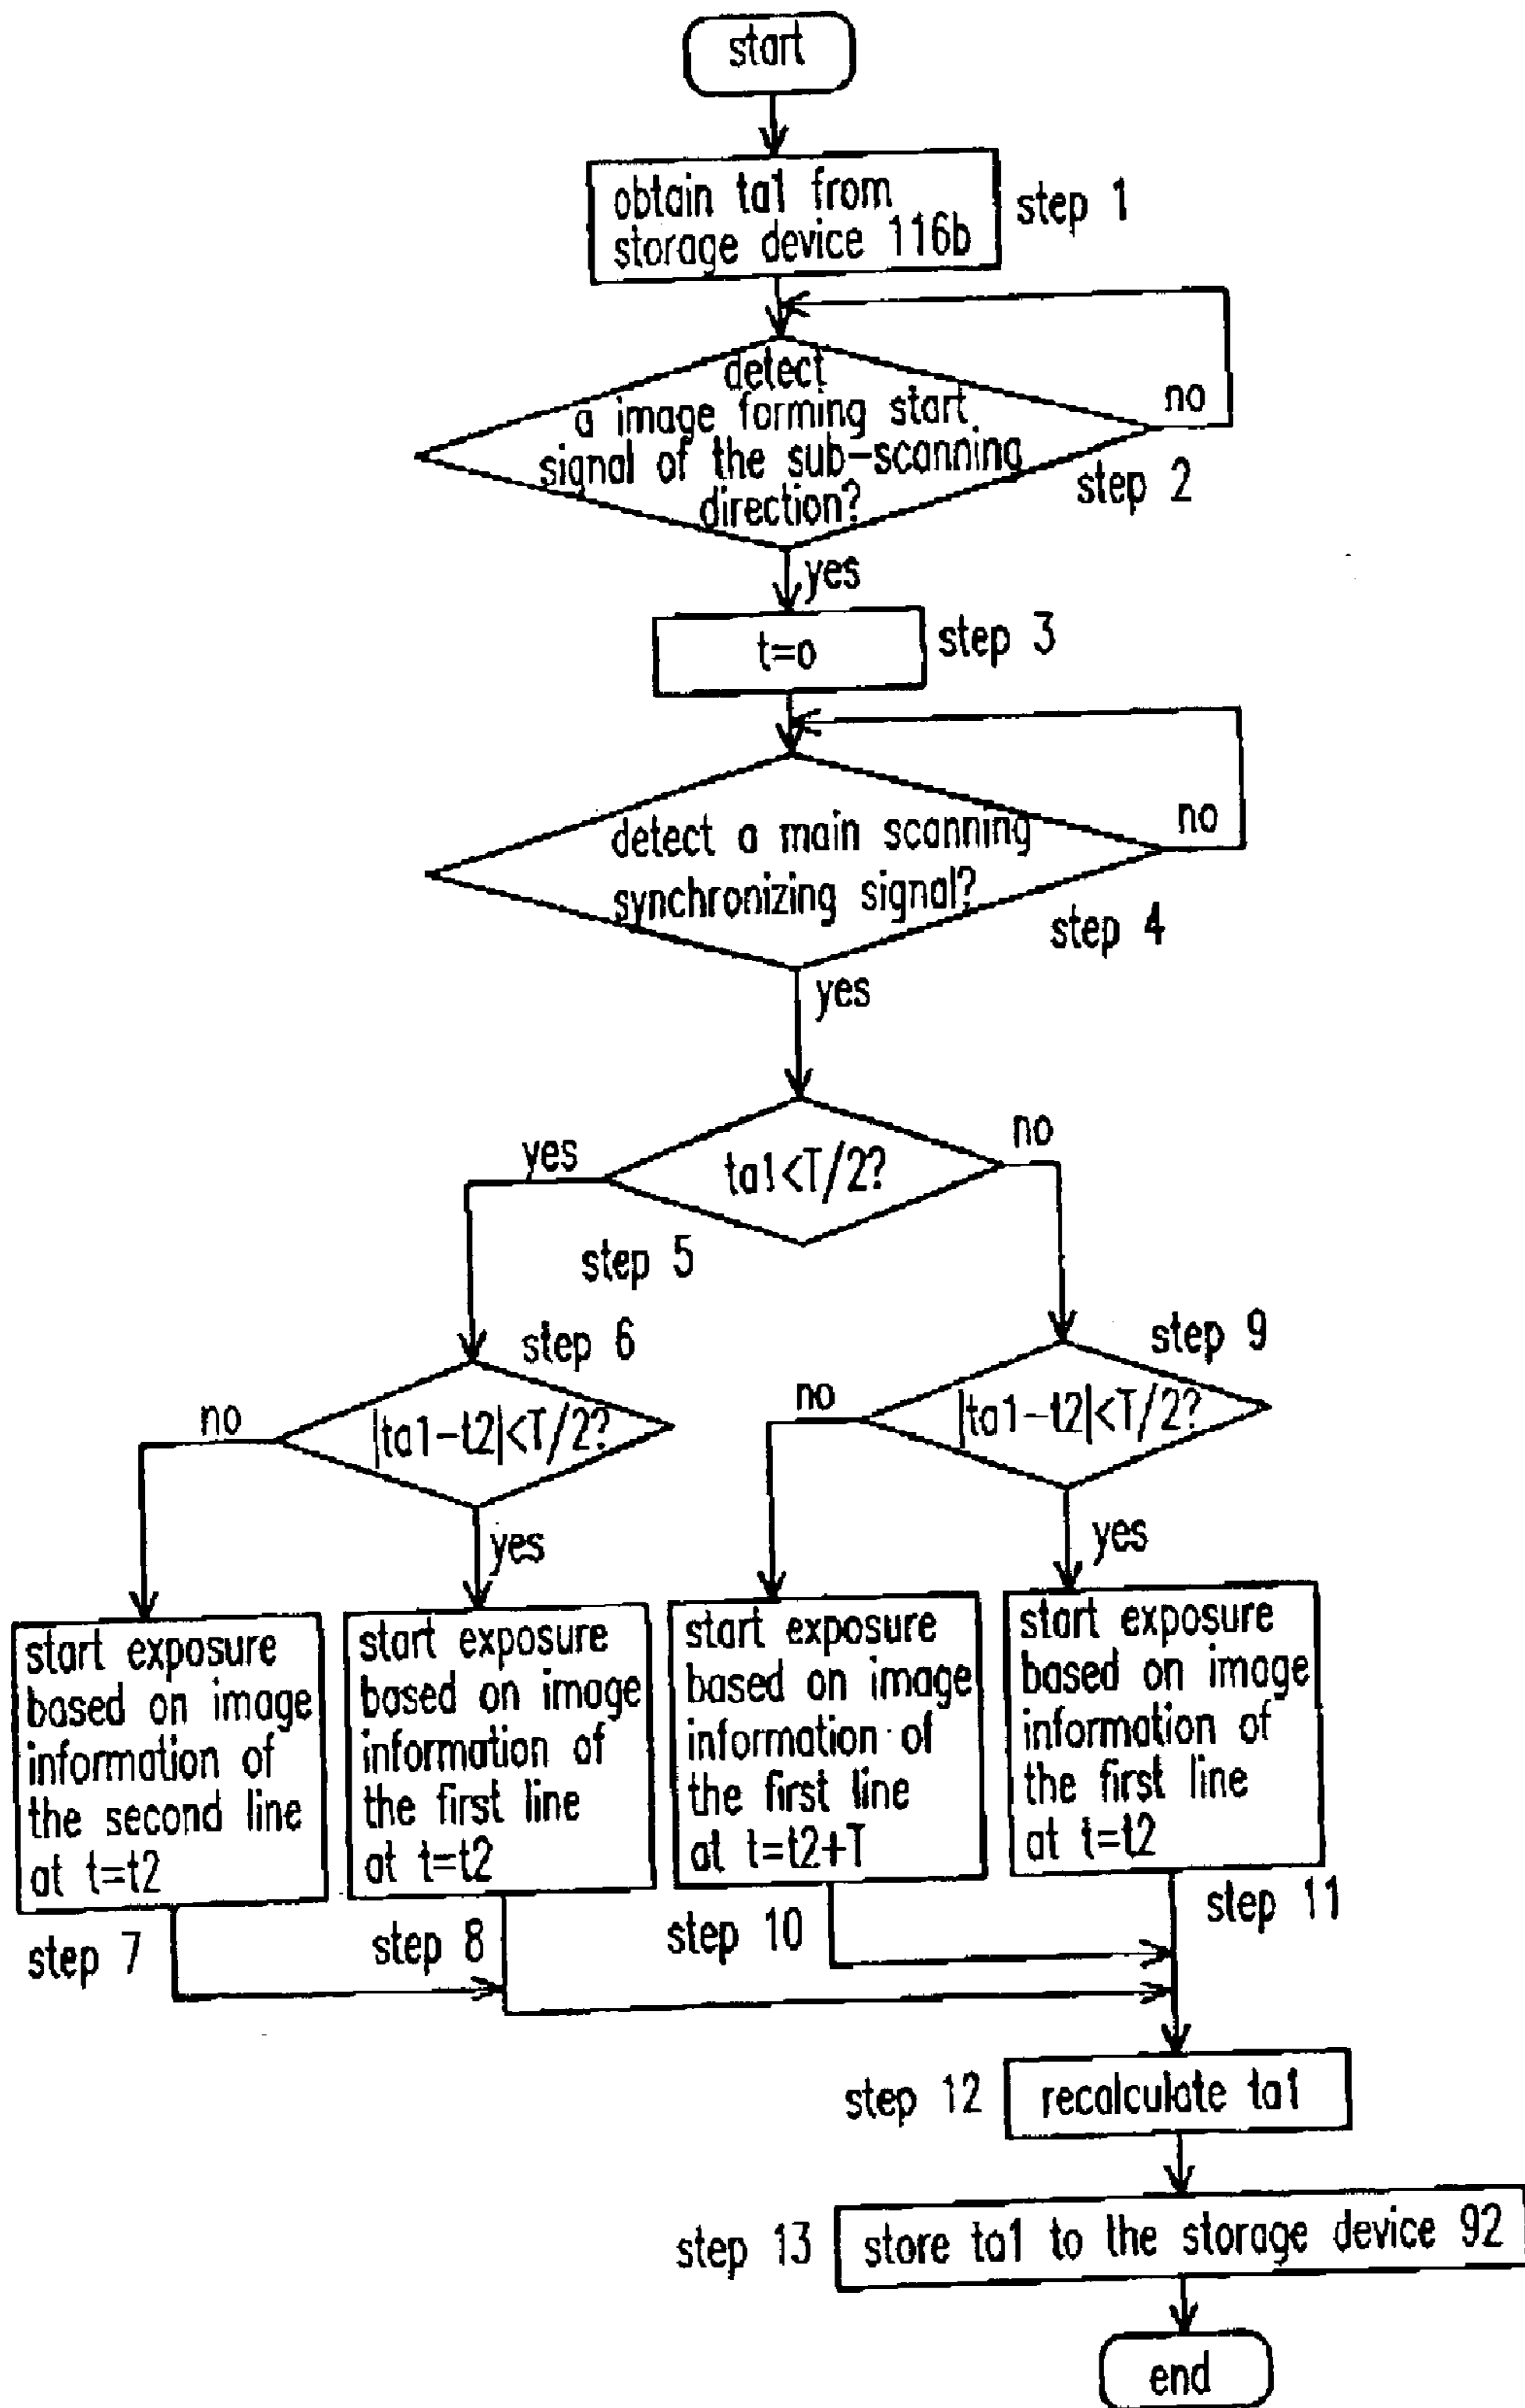 start
obtain ta1 from
storage device 116b
step 1
detect
a image forming start
signal of the sub-scanning
direction?
no
step 2
yes
t=o
step 3
detect a main scanning
synchronizing signal?
no
step 4
yes
ta1<T/2?
yes
no
step 5
step 6
|ta1-t2|<T/2?
no
yes
step 9
|ta1-t2|<T/2?
no
yes
start exposure
based on image
information of
the second line
at t=t2
step 7
start exposure
based on image
information of
the first line
at t=t2
step 8
start exposure
based on image
information of
the first line
at t=t2+T
step 10
start exposure
based on image
information of
the first line
at t=t2
step 11
step 12
recalculate ta1
step 13
store ta1 to the storage device 92
end